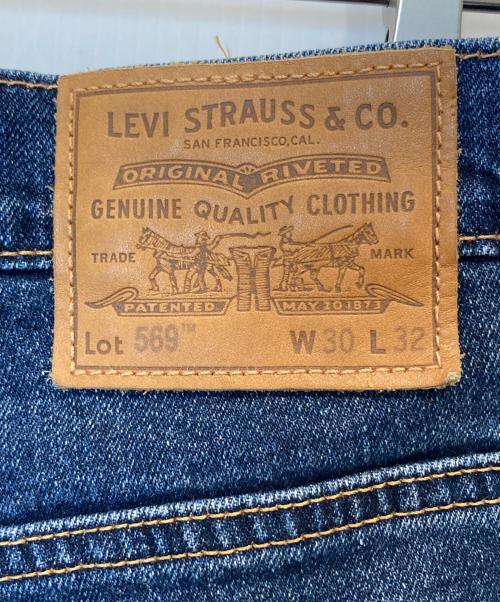 LEVI STRAUSS & CO.
SAN FRANCISCO, CAL.
ORIGINAL RIVETED
GENUINE QUALITY CLOTHING
TRADE MARK
PATENTED MAY 20 1873
Lot 569™ W 30 L 32